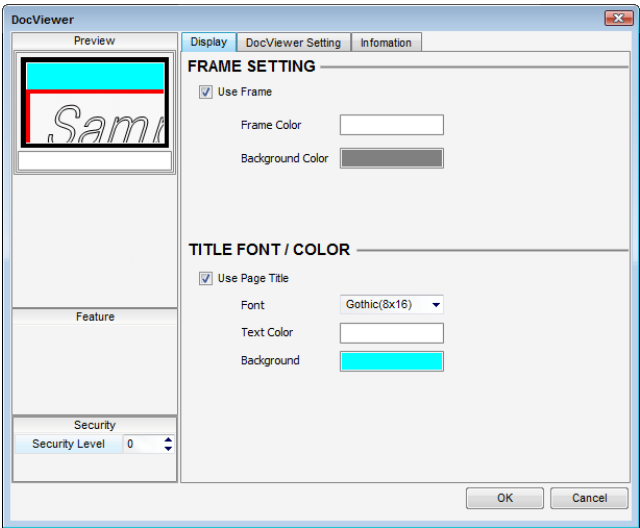 DocViewer
Preview
Display DocViewer Setting Infomation
FRAME SETTING
Use Frame
Frame Color
Background Color
TITLE FONT / COLOR
Use Page Title
Font Gothic(8x16)
Text Color
Background
Feature
Security
Security Level 0
OK Cancel